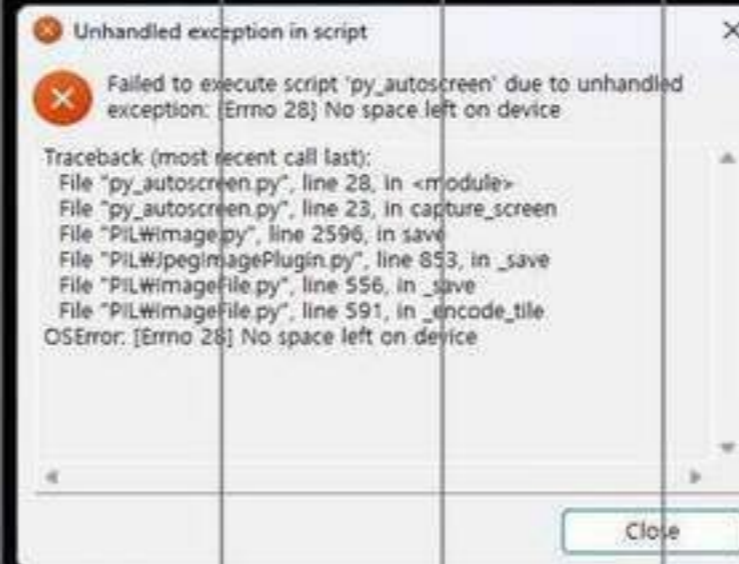 Unhandled exception in script
Failed to execute script 'py_autoscreen' due to unhandled
exception: [Errno 28] No space left on device
Traceback (most recent call last):
File "py_autoscreen.py", line 28, in <module>
File "py_autoscreen.py", line 23, in capture_screen
File "PIL₩Image.py", line 2596, in save
File "PIL₩JpegImagePlugin.py", line 853, in _save
File "PIL₩ImageFile.py", line 556, in _save
File "PIL₩ImageFile.py", line 591, in _encode_tile
OSError: [Errno 28] No space left on device
Close